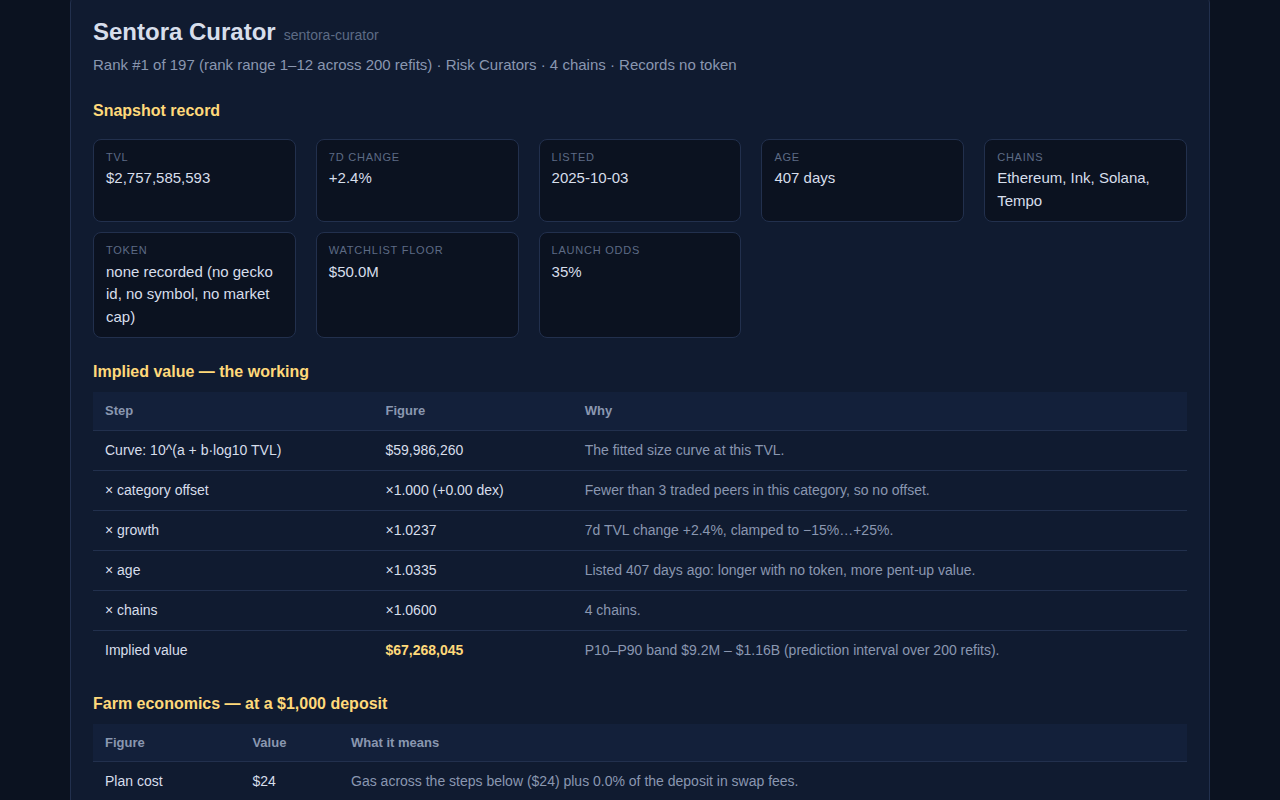 Sentora Curator sentora-curator
Rank #1 of 197 (rank range 1–12 across 200 refits) · Risk Curators · 4 chains · Records no token
Snapshot record
TVL
$2,757,585,593
7D CHANGE
+2.4%
LISTED
2025-10-03
AGE
407 days
CHAINS
Ethereum, Ink, Solana,
Tempo
TOKEN
none recorded (no gecko
id, no symbol, no market
cap)
WATCHLIST FLOOR
$50.0M
LAUNCH ODDS
35%
Implied value — the working
Step Figure Why
Curve: 10^(a + b·log10 TVL) $59,986,260 The fitted size curve at this TVL.
× category offset ×1.000 (+0.00 dex) Fewer than 3 traded peers in this category, so no offset.
× growth ×1.0237 7d TVL change +2.4%, clamped to −15%…+25%.
× age ×1.0335 Listed 407 days ago: longer with no token, more pent-up value.
× chains ×1.0600 4 chains.
Implied value $67,268,045 P10–P90 band $9.2M – $1.16B (prediction interval over 200 refits).
Farm economics — at a $1,000 deposit
Figure Value What it means
Plan cost $24 Gas across the steps below ($24) plus 0.0% of the deposit in swap fees.